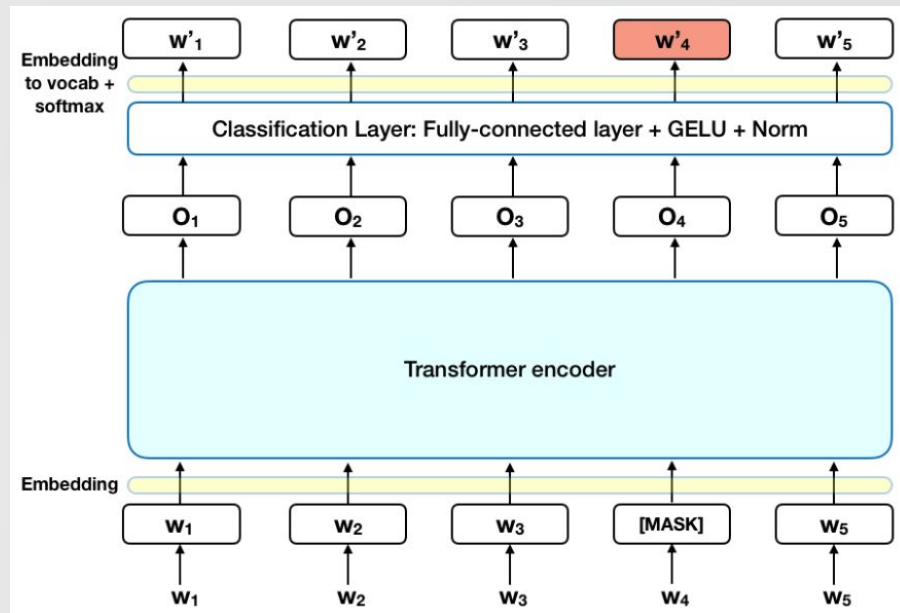 w'1 w'2 w'3 w'4 w'5
Embedding
to vocab +
softmax
Classification Layer: Fully-connected layer + GELU + Norm
O1 O2 O3 O4 O5
Transformer encoder
Embedding
W1 W2 W3 [MASK] W5
W1 W2 W3 W4 W5